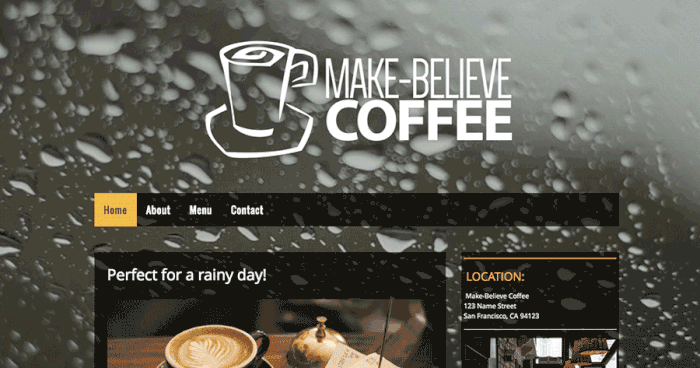 MAKE-BELIEVE
COFFEE
Home About Menu Contact
Perfect for a rainy day!
LOCATION:
Make-Believe Coffee
123 Name Street
San Francisco, CA 94123